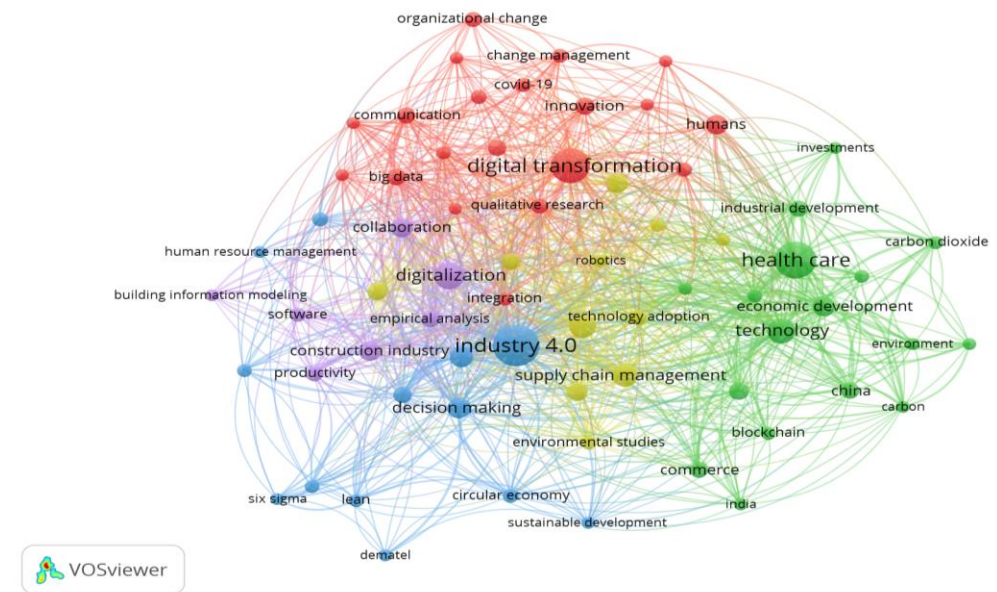 organizational change
change management
covid-19
innovation
communication
humans
investments
digital transformation
big data
qualitative research
industrial development
collaboration
carbon dioxide
human resource management
health care
robotics
digitalization
building information modeling
integration
economic development
software
empirical analysis
technology adoption
technology
environment
industry 4.0
construction industry
productivity
supply chain management
china
decision making
carbon
blockchain
environmental studies
commerce
circular economy
six sigma
lean
india
sustainable development
dematel
VOSviewer